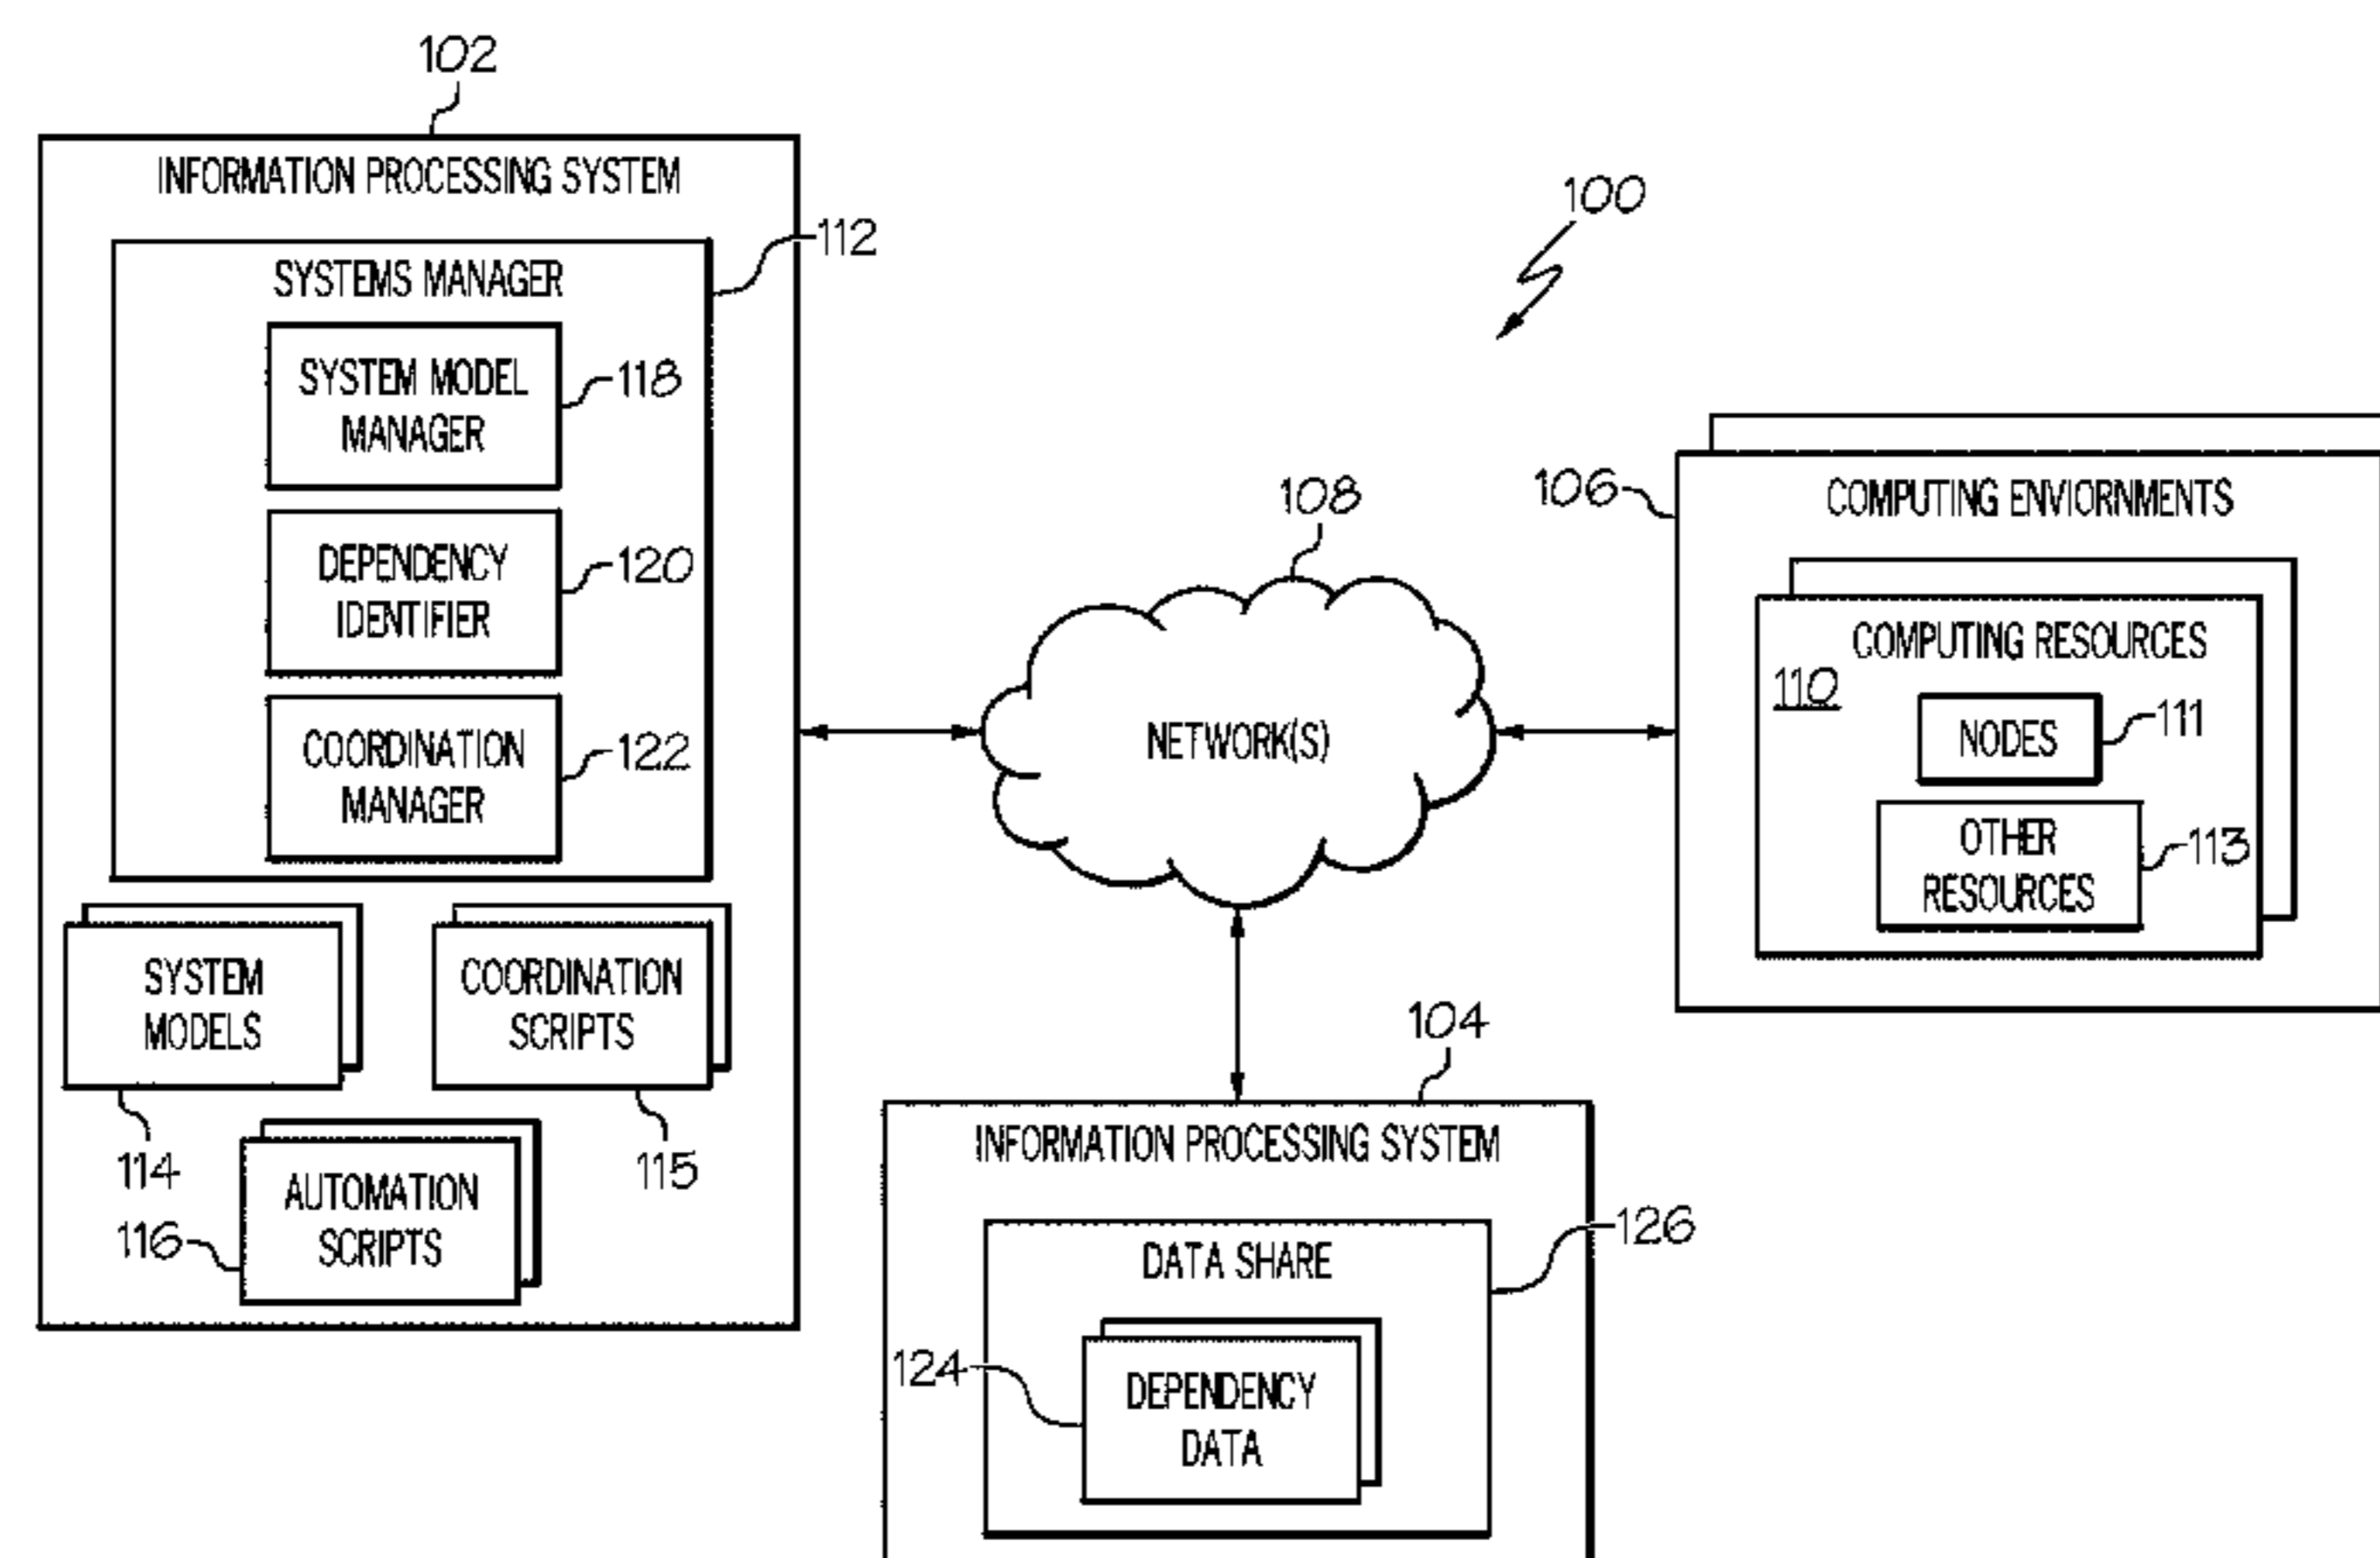 102
INFORMATION PROCESSING SYSTEM
112
SYSTEMS MANAGER
SYSTEM MODEL
MANAGER
118
DEPENDENCY
IDENTIFIER
120
COORDINATION
MANAGER
122
SYSTEM
MODELS
114
COORDINATION
SCRIPTS
115
AUTOMATION
SCRIPTS
116
100
108
NETWORK(S)
106
COMPUTING ENVIORNMENTS
COMPUTING RESOURCES
110
NODES
111
OTHER
RESOURCES
113
104
INFORMATION PROCESSING SYSTEM
126
DATA SHARE
124
DEPENDENCY
DATA